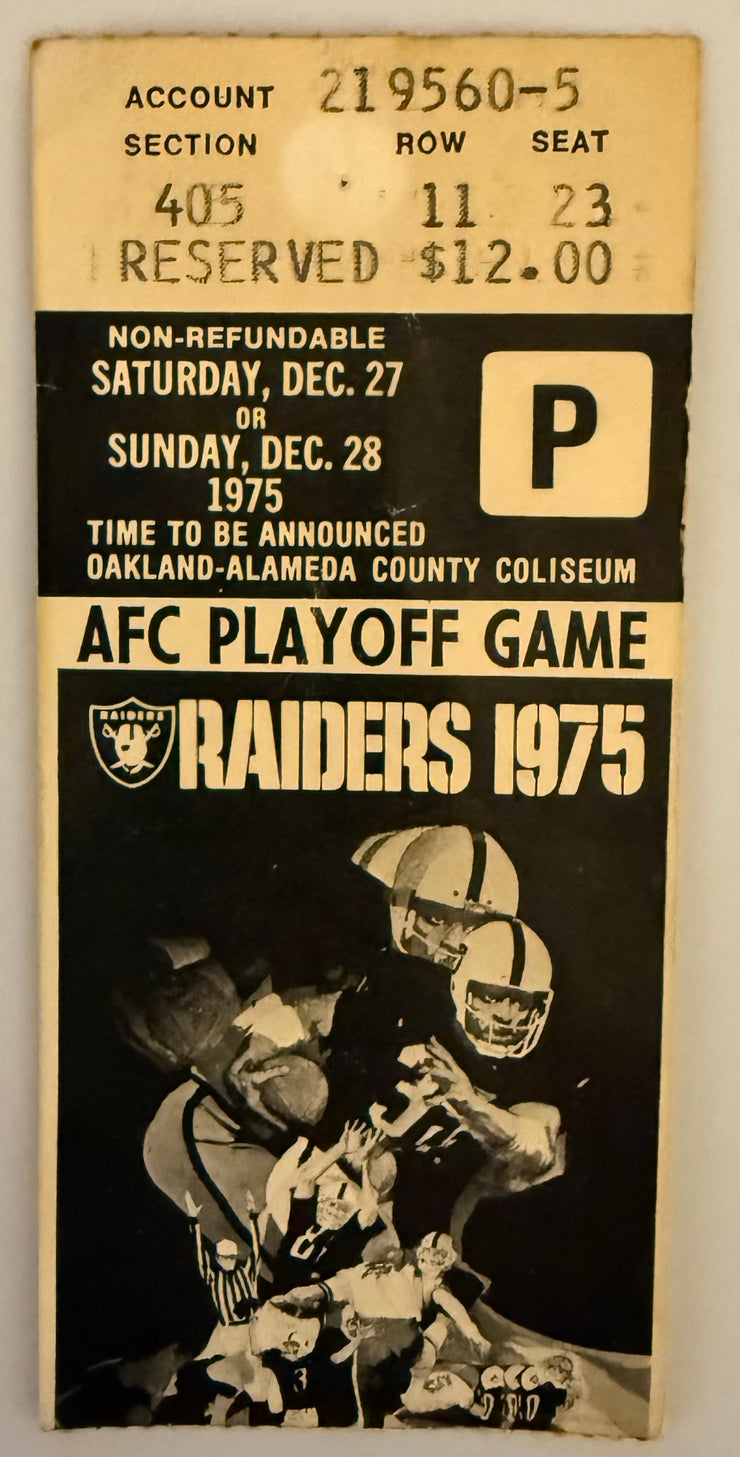 ACCOUNT 219560-5
SECTION ROW SEAT
405 11 23
RESERVED $12.00
NON-REFUNDABLE
SATURDAY, DEC. 27
OR
SUNDAY, DEC. 28
1975
P
TIME TO BE ANNOUNCED
OAKLAND-ALAMEDA COUNTY COLISEUM
AFC PLAYOFF GAME
RAIDERS
RAIDERS 1975